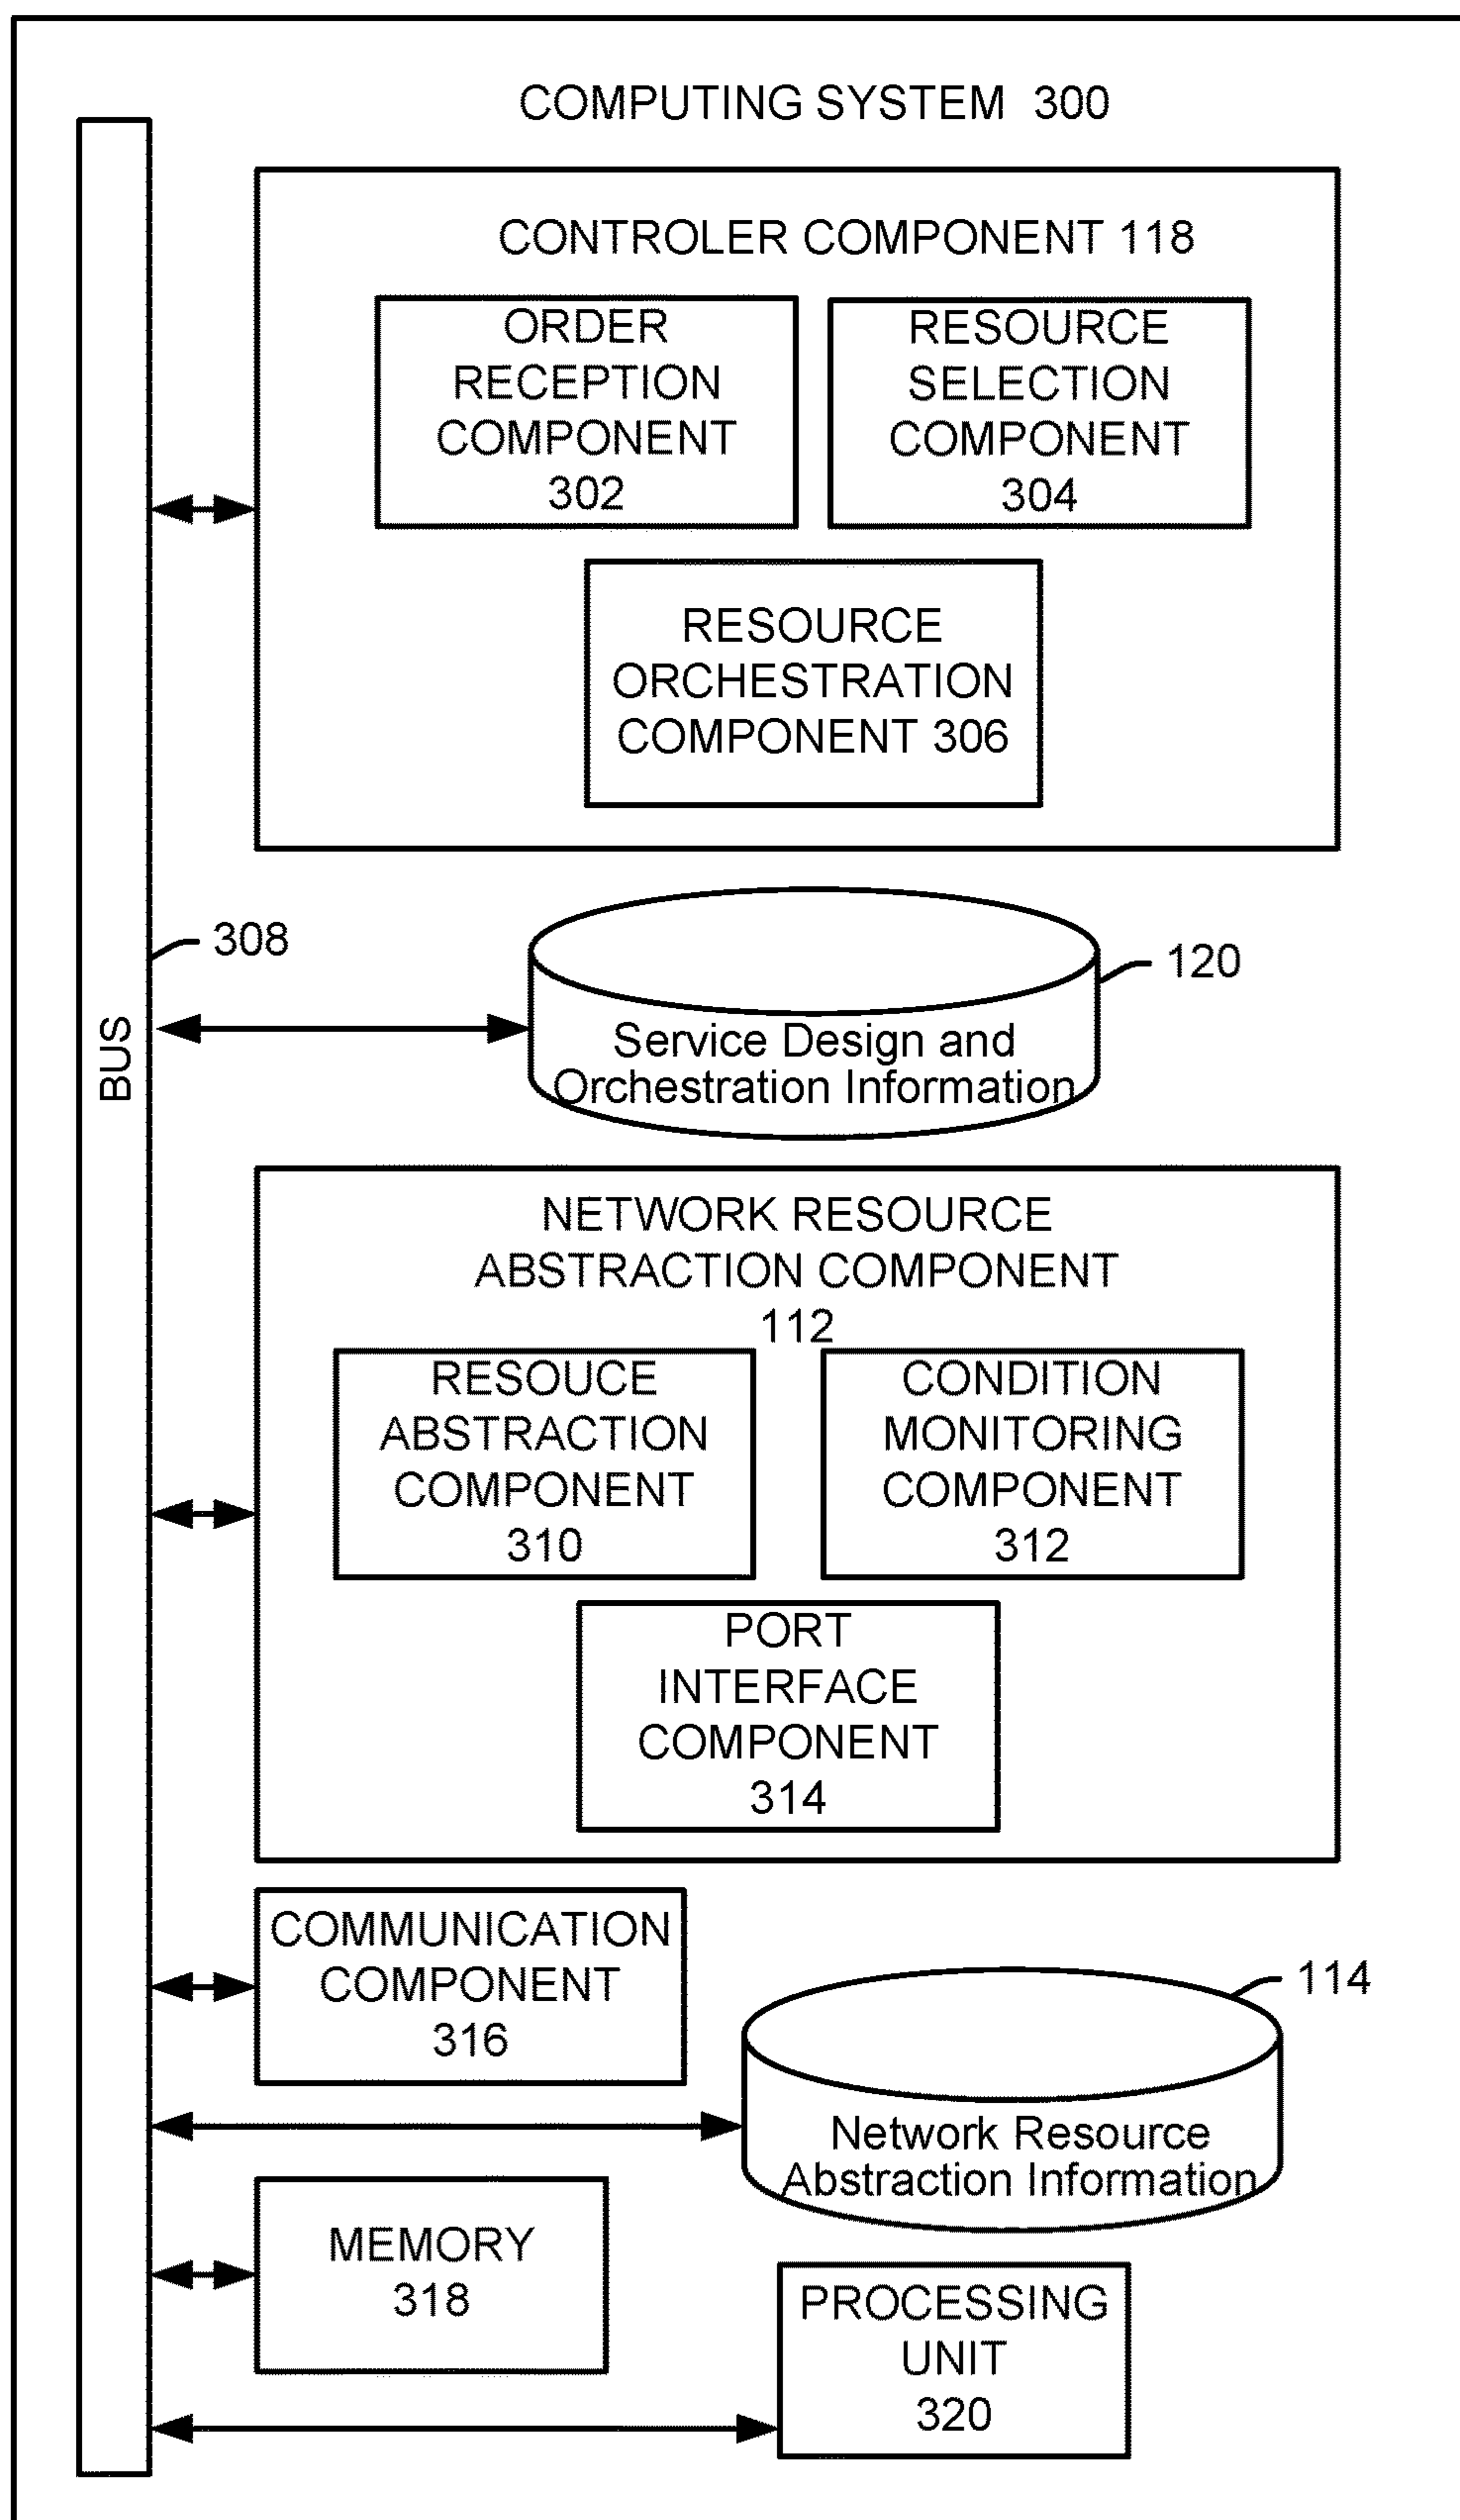 COMPUTING SYSTEM 300
CONTROLER COMPONENT 118
ORDER
RECEPTION
COMPONENT
302
RESOURCE
SELECTION
COMPONENT
304
RESOURCE
ORCHESTRATION
COMPONENT 306
308
BUS
120
Service Design and
Orchestration Information
NETWORK RESOURCE
ABSTRACTION COMPONENT
112
RESOUCE
ABSTRACTION
COMPONENT
310
CONDITION
MONITORING
COMPONENT
312
PORT
INTERFACE
COMPONENT
314
COMMUNICATION
COMPONENT
316
114
Network Resource
Abstraction Information
MEMORY
318
PROCESSING
UNIT
320